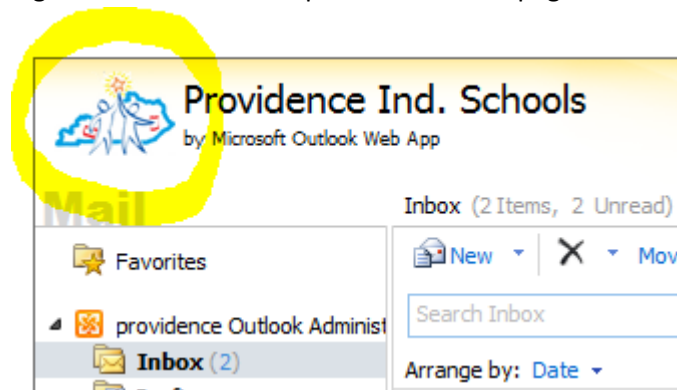 Providence Ind. Schools
by Microsoft Outlook Web App
Mail
Inbox (2 Items, 2 Unread)
Favorites
New
Mov
providence Outlook Administ
Search Inbox
Inbox (2)
Arrange by: Date